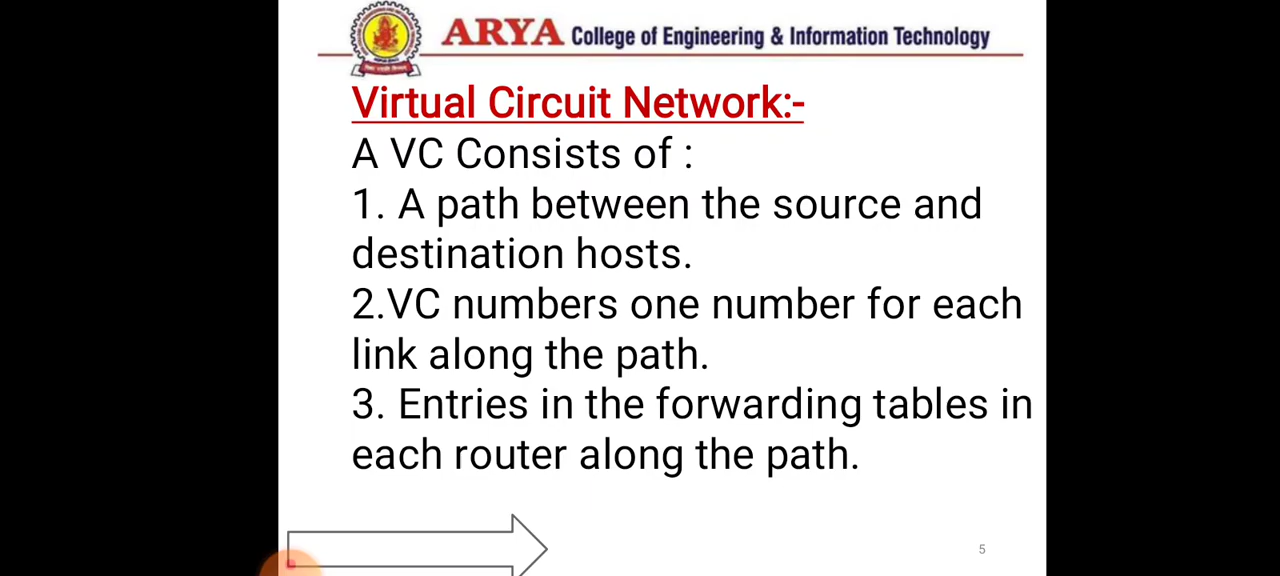 ARYA College of Engineering & Information Technology
Virtual Circuit Network:-
A VC Consists of :
1. A path between the source and
destination hosts.
2.VC numbers one number for each
link along the path.
3. Entries in the forwarding tables in
each router along the path.
5